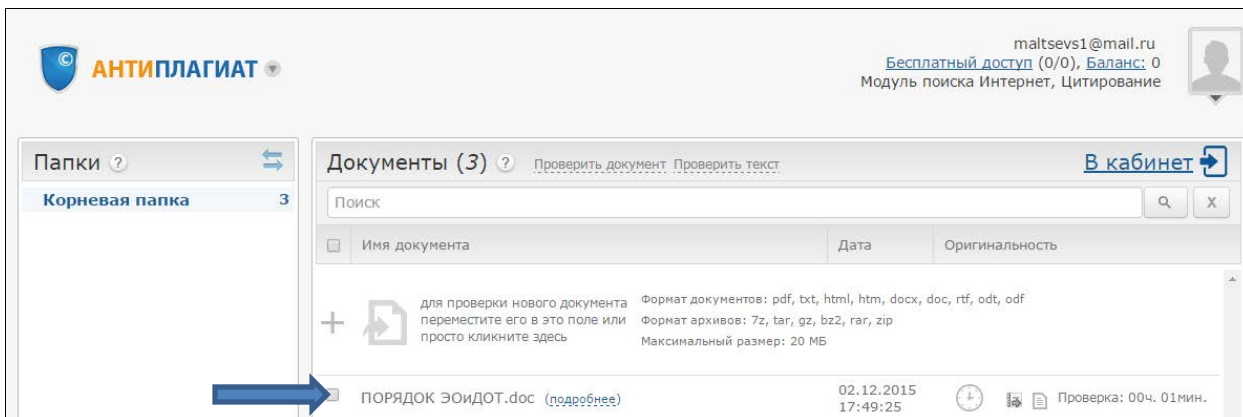 maltsevs1@mail.ru
© АНТИПЛАГИАТ
Бесплатный доступ (0/0), Баланс: 0
Модуль поиска Интернет, Цитирование
Папки ?
Документы (3) ? Проверить документ Проверить текст
В кабинет
Корневая папка 3
Поиск
X
Имя документа Дата Оригинальность
для проверки нового документа
переместите его в это поле или
просто кликните здесь
Формат документов: pdf, txt, html, htm, docx, doc, rtf, odt, odf
Формат архивов: 7z, tar, gz, bz2, rar, zip
Максимальный размер: 20 МБ
ПОРЯДОК ЭОиДОТ.doc (подробнее)
02.12.2015
17:49:25
Проверка: 00ч. 01мин.